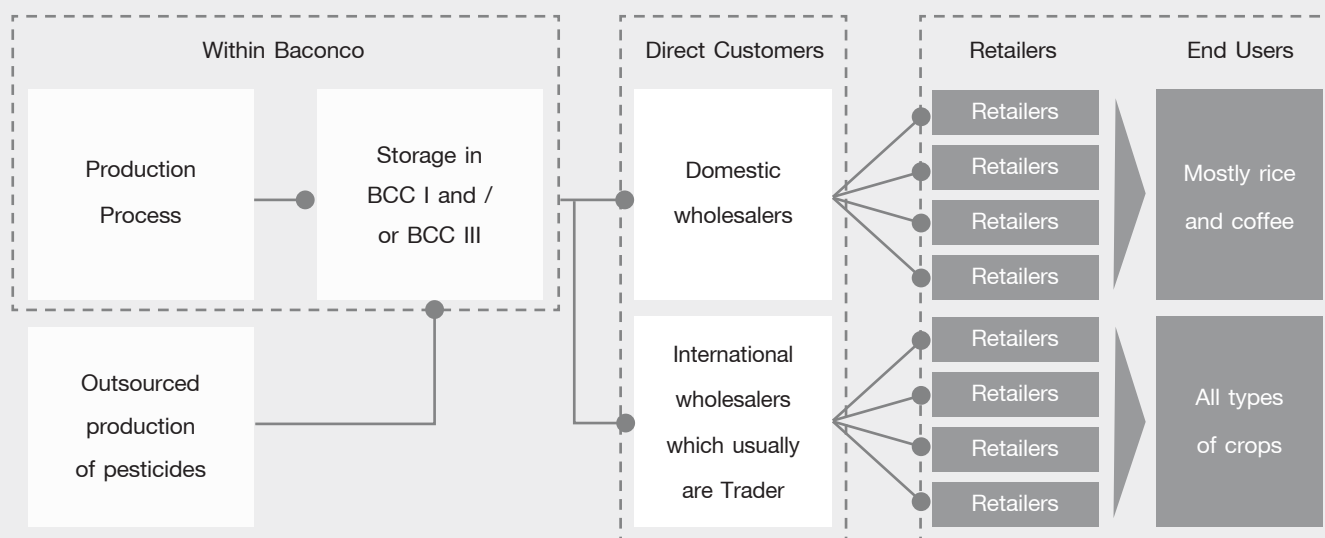 Within Baconco
Production
Process
Storage in
BCC I and /
or BCC III
Outsourced
production
of pesticides
Direct Customers
Domestic
wholesalers
International
wholesalers
which usually
are Trader
Retailers
Retailers
Retailers
Retailers
Retailers
Retailers
Retailers
Retailers
Retailers
End Users
Mostly rice
and coffee
All types
of crops